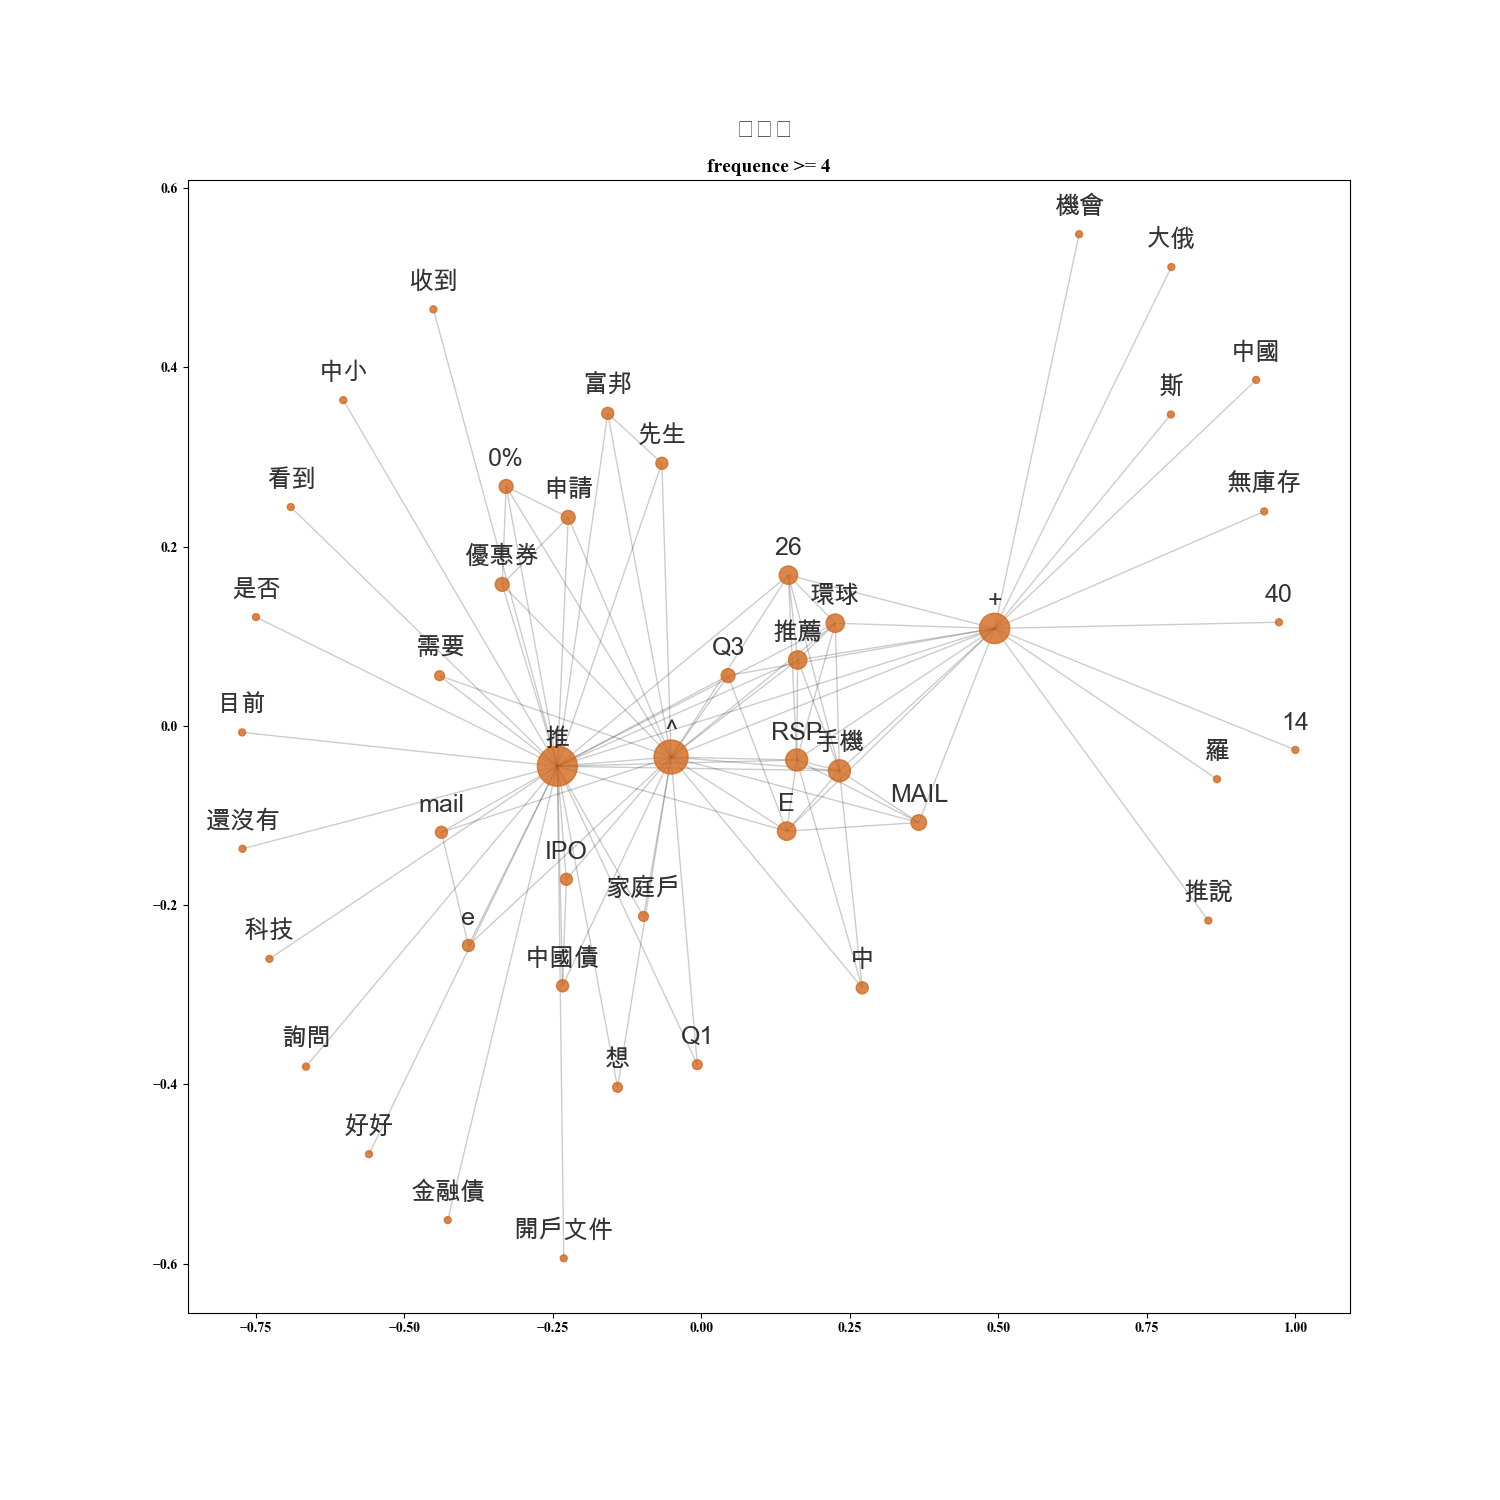 frequence >= 4
0.6
機會
大俄
收到
中國
0.4
中小
富邦
斯
先生
0%
看到
申請
無庫存
優惠券
0.2
26
環球
40
+
是否
推薦
需要
Q3
目前
0.0
^
14
推
RSP
手機
羅
mail
E
MAIL
還沒有
IPO
家庭戶
推說
-0.2
e
科技
中國債
中
詢問
Q1
想
-0.4
好好
金融債
開戶文件
-0.6
-0.75 -0.50 -0.25 0.00 0.25 0.50 0.75 1.00